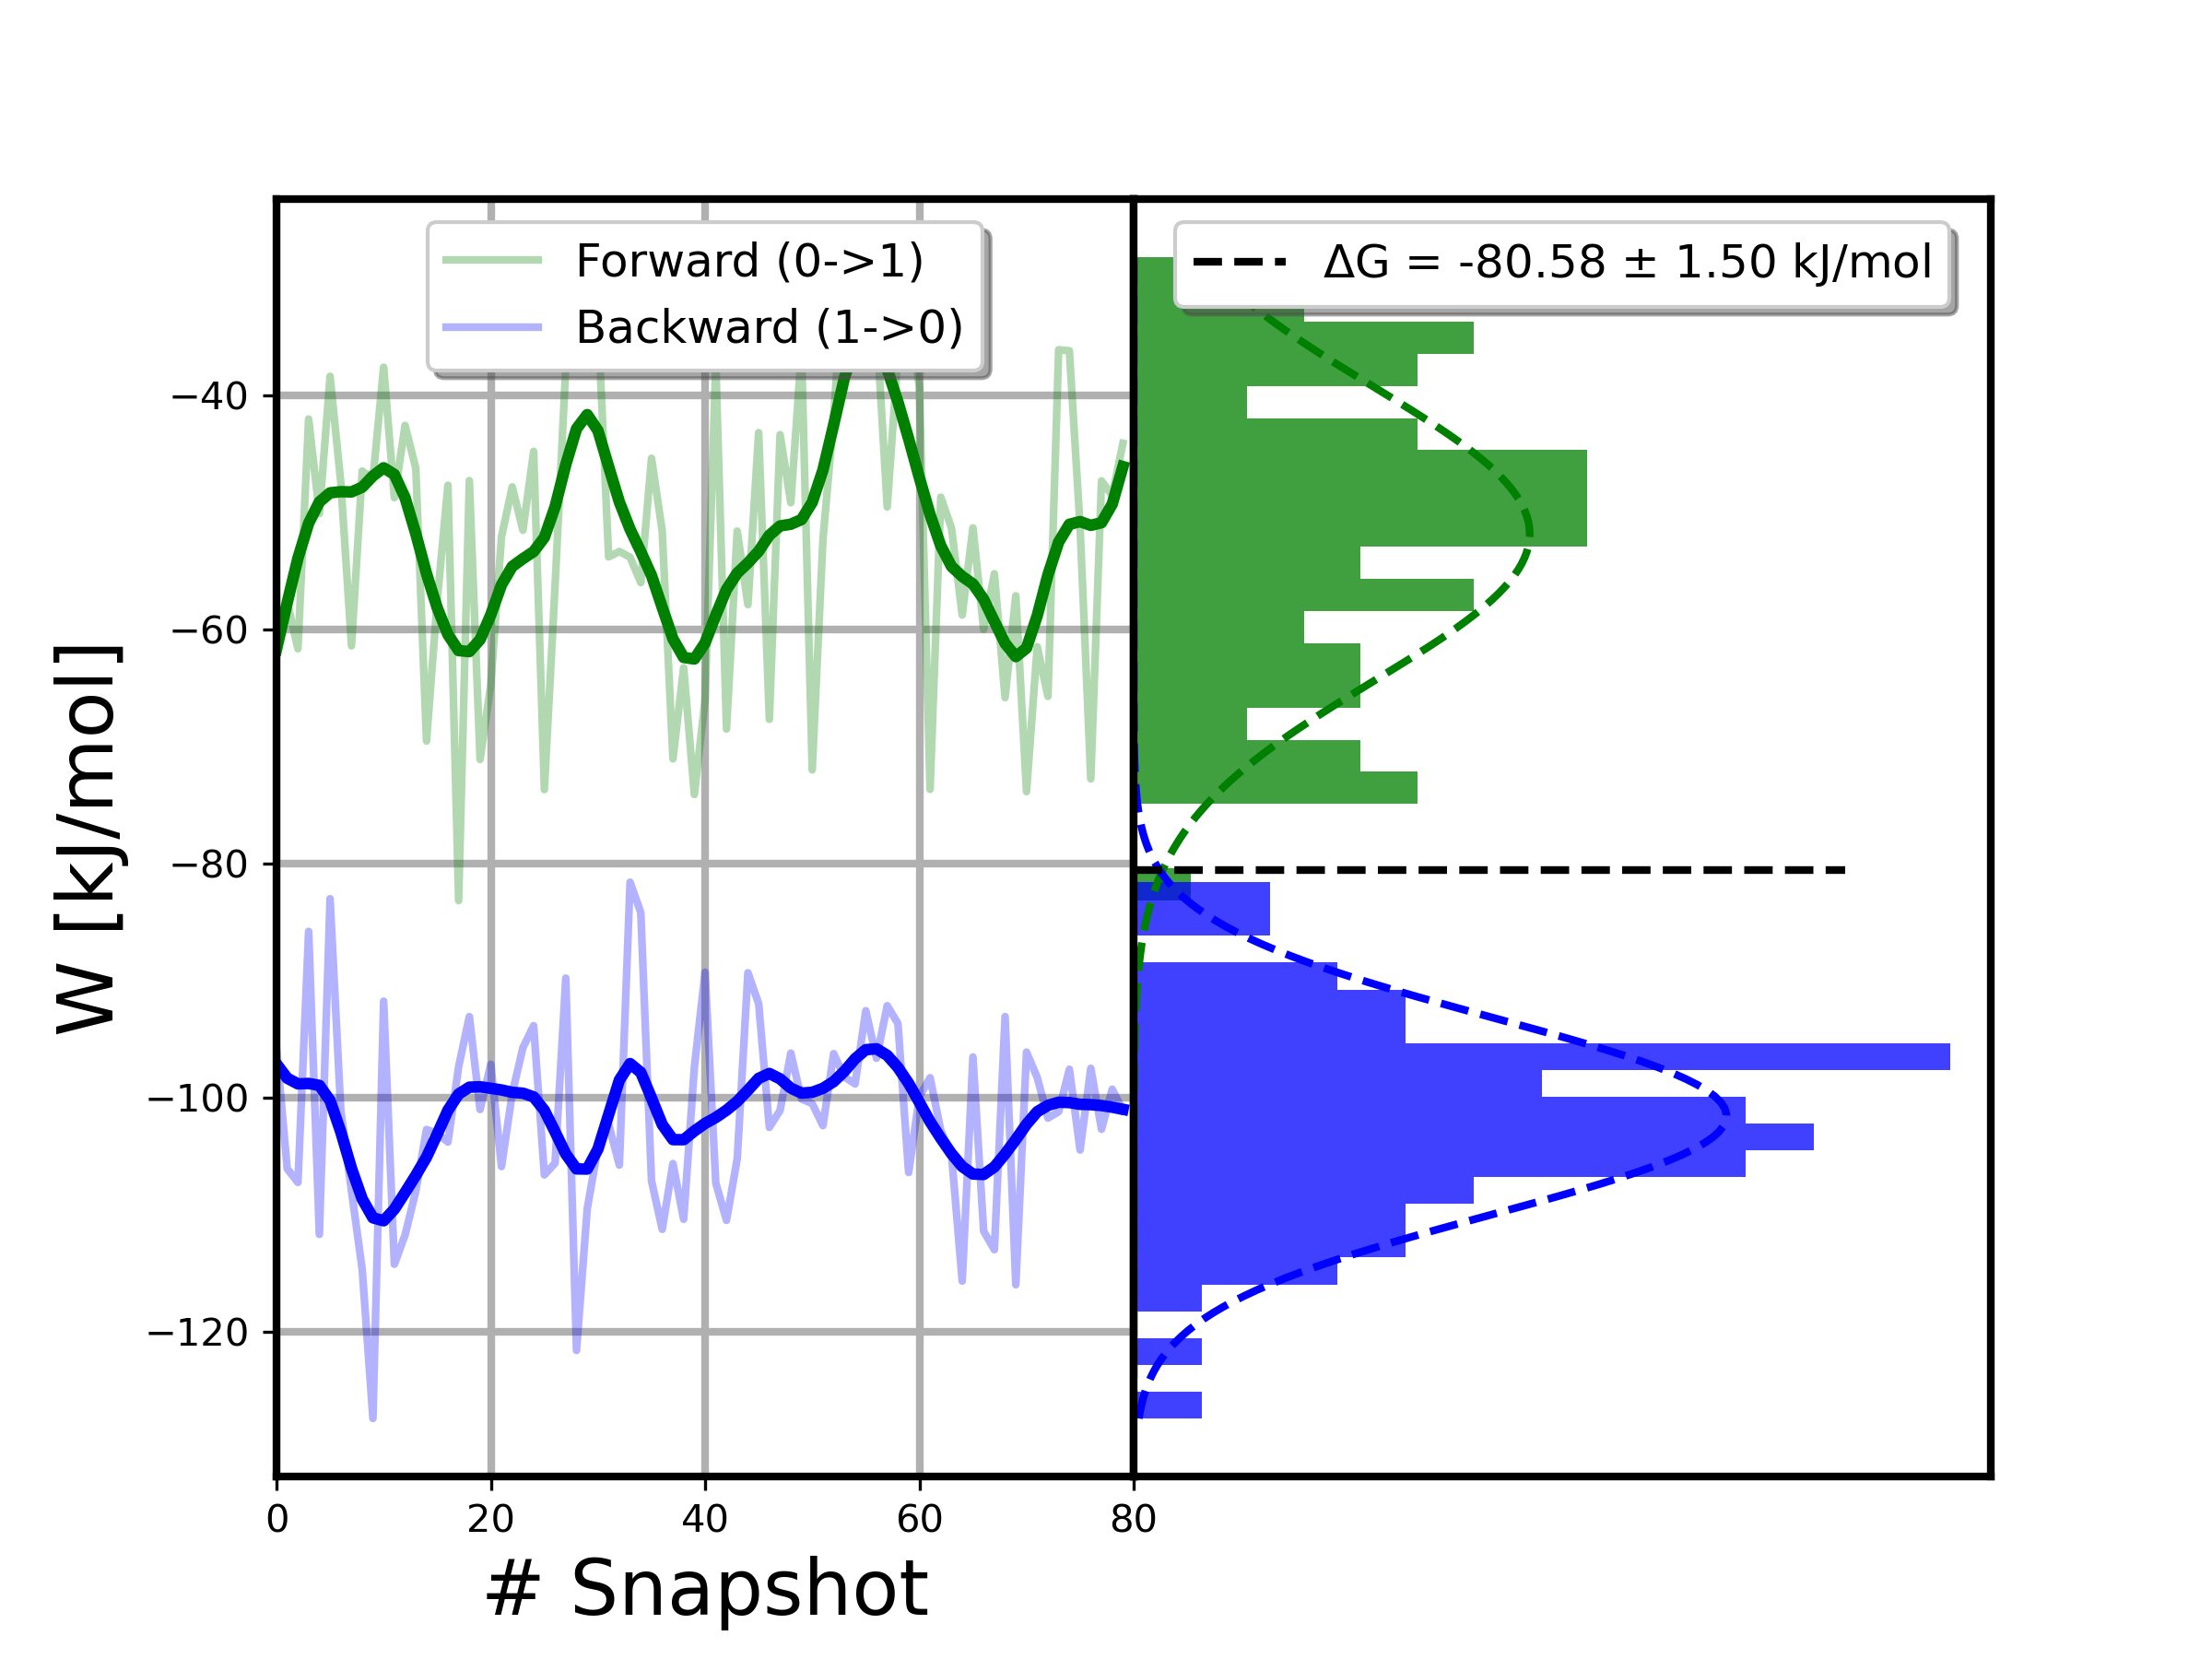 Forward (0->1)
Backward (1->0)
ΔG = -80.58 ± 1.50 kJ/mol
W [kJ/mol]
−40
−60
−80
−100
−120
0
20
40
60
80
# Snapshot